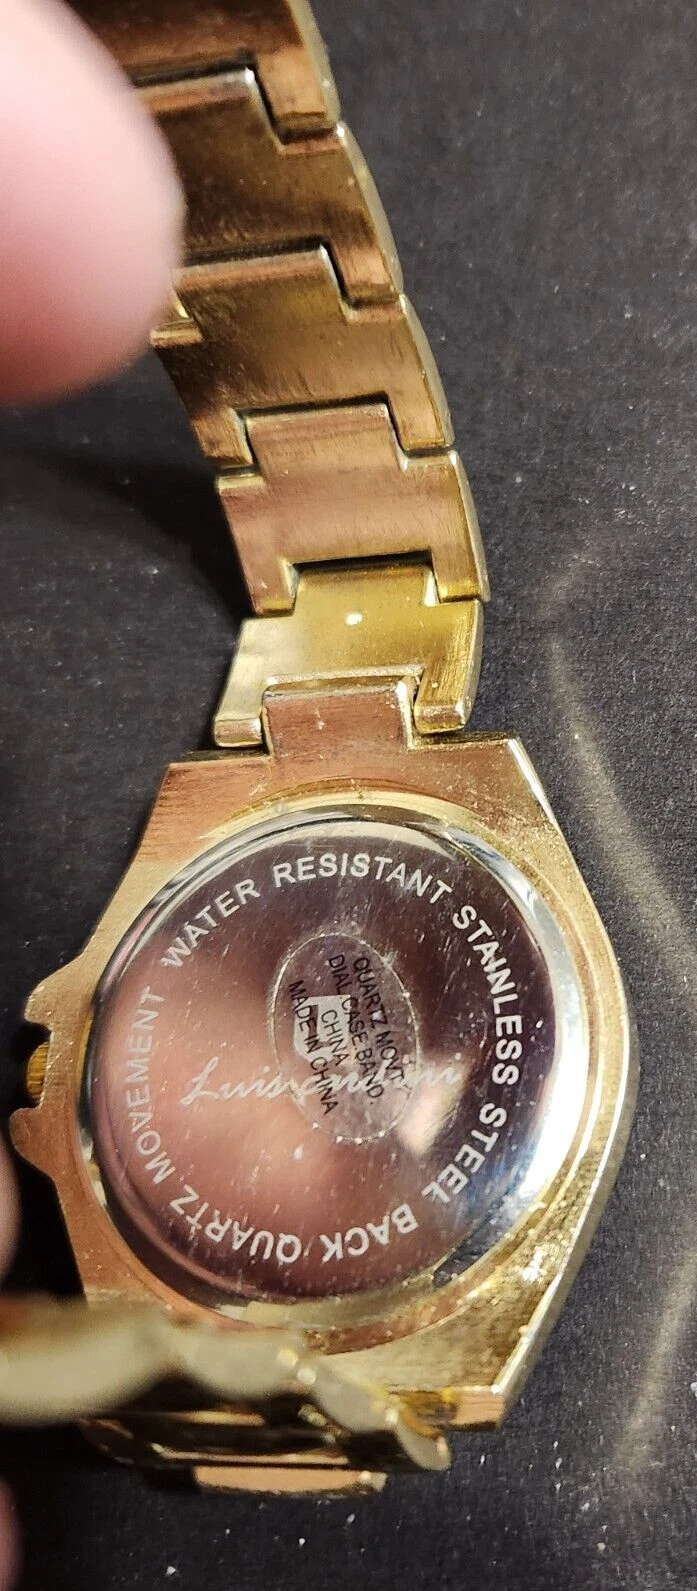 WATER RESISTANT STAINLESS STEEL BACK QUARTZ MOVEMENT
QUARTZ MOVT
DIAL CASE BAND.
CHINA
MADE IN CHINA